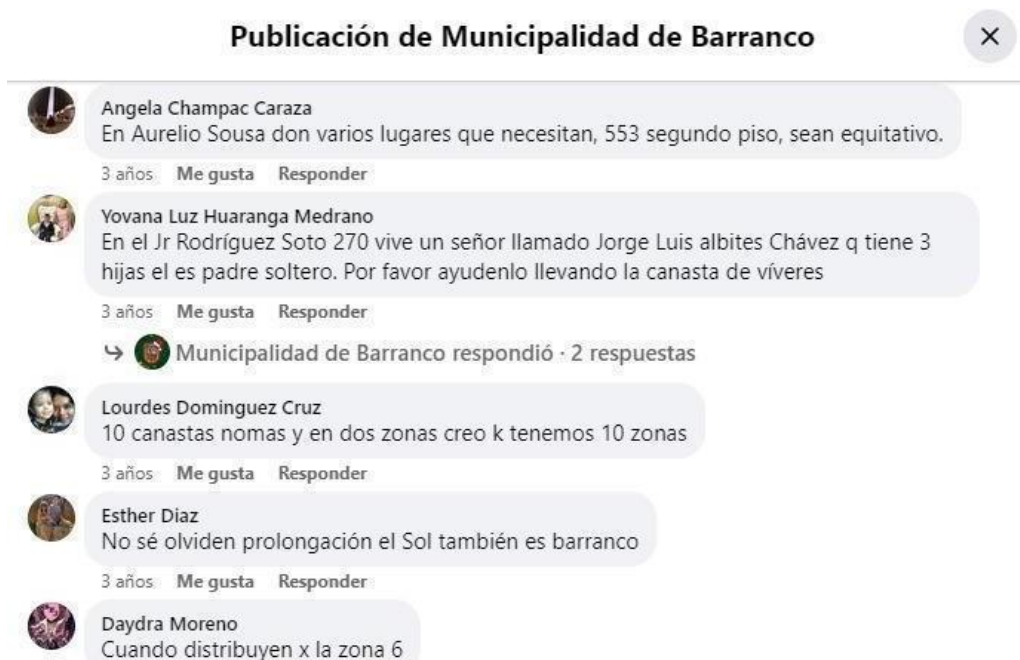 Publicación de Municipalidad de Barranco
Angela Champac Caraza
En Aurelio Sousa don varios lugares que necesitan, 553 segundo piso, sean equitativo.
3 años Me gusta Responder
Yovana Luz Huaranga Medrano
En el Jr Rodríguez Soto 270 vive un señor llamado Jorge Luis albites Chávez q tiene 3
hijas el es padre soltero. Por favor ayudenlo llevando la canasta de víveres
3 años Me gusta Responder
Municipalidad de Barranco respondió · 2 respuestas
Lourdes Dominguez Cruz
10 canastas nomas y en dos zonas creo k tenemos 10 zonas
3 años Me gusta Responder
Esther Diaz
No sé olviden prolongación el Sol también es barranco
3 años Me gusta Responder
Daydra Moreno
Cuando distribuyen x la zona 6